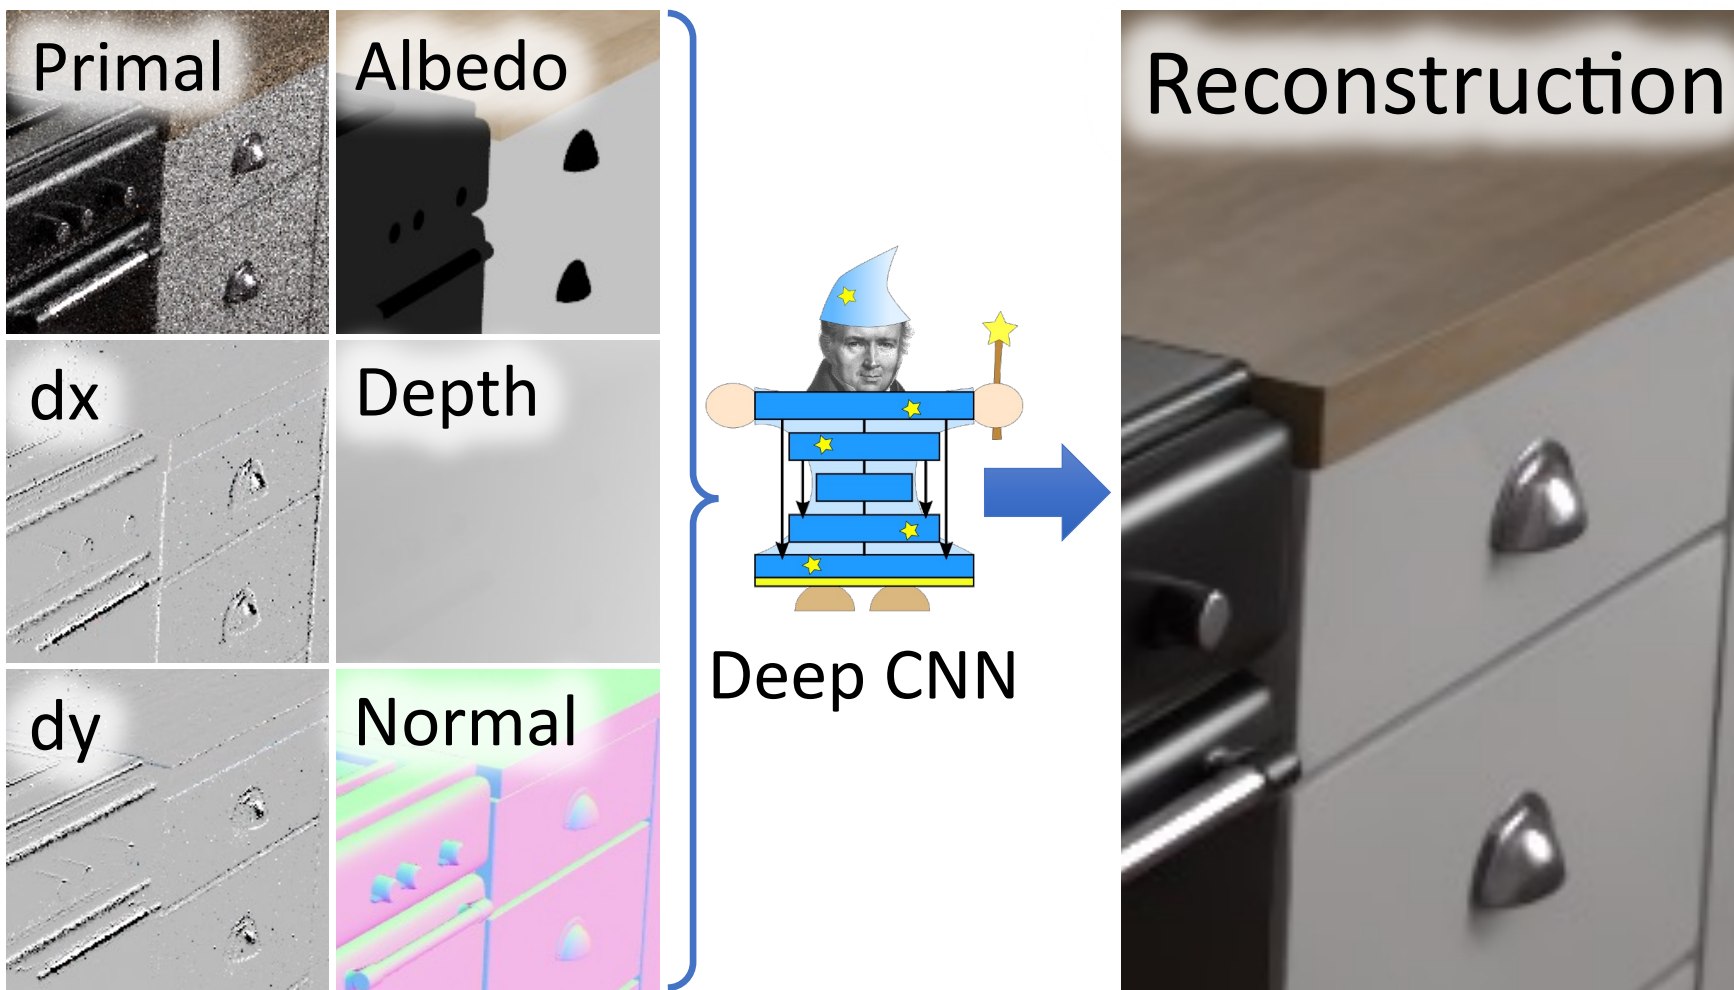 Primal
Albedo
dx
Depth
dy
Normal
Deep CNN
Reconstruction